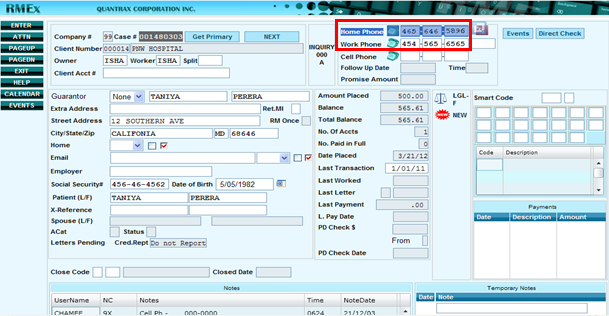 RMEx QUANTRAX CORPORATION INC.
ENTER
ATTN
PAGEUP
PAGEDN
EXIT
HELP
CALENDAR
EVENTS
Company # 99 Case # 001480303 Get Primary NEXT
Client Number 000014 PNW HOSPITAL
Owner ISHA Worker ISHA Split
Client Acct #
INQUIRY
000
A
Home Phone 465 - 646 - 5896
Work Phone 454 - 565 - 6565
Cell Phone
Follow Up Date Time
Promise Amount
Events Direct Check
Guarantor None TANIYA PERERA
Extra Address Ret.MI
Street Address 12 SOUTHERN AVE RM Once
City/State/Zip CALIFONIA MD 68646
Home
Email
Employer
Social Security# 456-46-4562 Date of Birth 5/05/1982
Patient (L/F) TANIYA PERERA
X-Reference
Spouse (L/F)
ACat Status
Letters Pending Cred.Rept Do not Report
Amount Placed 500.00
Balance 565.61
Total Balance 565.61
No. Of Accts 1
No. Paid in Full 0
Date Placed 3/21/12
Last Transaction 1/01/11
Last Worked
Last Letter
Last Payment .00
L. Pay Date
PD Check $
From
PD Check Date
LGL-
F
NEW
Smart Code
Code Description
Payments
Date Description Amount
Close Code Closed Date
Notes
UserName NC Notes Time NoteDate
CHAMEE 9X Cell Ph - 000-0000 0624 21/12/03
Temporary Notes
Date Note